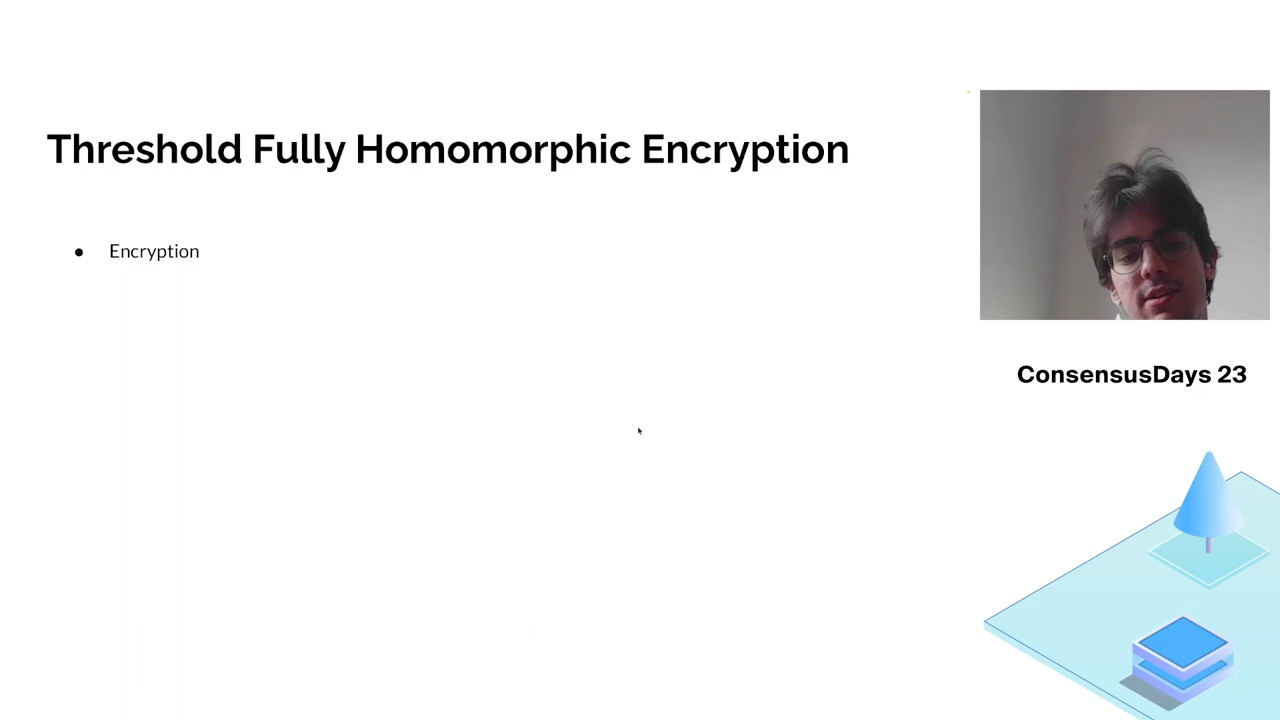 Threshold Fully Homomorphic Encryption
● Encryption
ConsensusDays 23